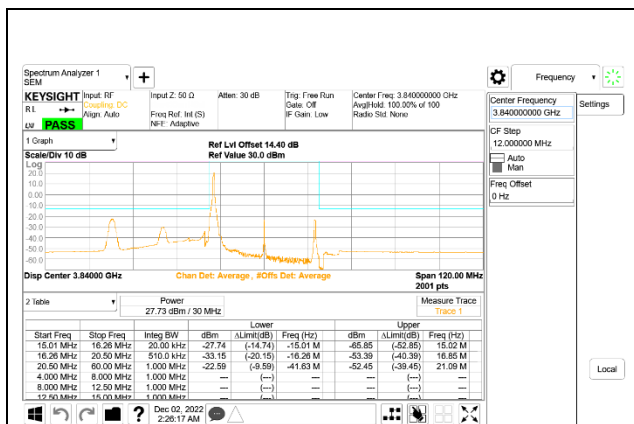 Spectrum Analyzer 1
SEM
Frequency
KEYSIGHT Input: RF Input Z: 50 Ω Atten: 30 dB Trig: Free Run Center Freq: 3.840000000 GHz
R L Coupling: DC Gate: Off Avg|Hold: 100.00% of 100
Align: Auto Freq Ref: Int (S) IF Gain: Low Radio Std: None
NFE: Adaptive
PASS
Center Frequency
3.840000000 GHz
Settings
CF Step
12.000000 MHz
Auto
Man
Freq Offset
0 Hz
1 Graph
Ref Lvl Offset 14.40 dB
Scale/Div 10 dB Ref Value 30.0 dBm
Log
20.0
10.0
0.00
10.0
-20.0
-30.0
-40.0
-50.0
-60.0
Disp Center 3.84000 GHz Chan Det: Average , #Offs Det: Average Span 120.00 MHz
2001 pts
2 Table Power Measure Trace
27.73 dBm / 30 MHz Trace 1
Lower Upper
Start Freq Stop Freq Integ BW dBm ΔLimit(dB) Freq (Hz) dBm ΔLimit(dB) Freq (Hz)
15.01 MHz 16.26 MHz 20.00 kHz -27.74 (-14.74) -15.01 M -65.85 (-52.85) 15.02 M
16.26 MHz 20.50 MHz 510.0 kHz -33.15 (-20.15) -16.26 M -53.39 (-40.39) 16.85 M
20.50 MHz 60.00 MHz 1.000 MHz -22.59 (-9.59) -41.63 M -52.45 (-39.45) 21.09 M
4.000 MHz 8.000 MHz 1.000 MHz --- (---) --- --- (---) ---
8.000 MHz 12.50 MHz 1.000 MHz --- (---) --- --- (---) ---
12.50 MHz 15.00 MHz 1.000 MHz --- (---) --- --- (---) ---
Local
Dec 02, 2022
2:26:17 AM